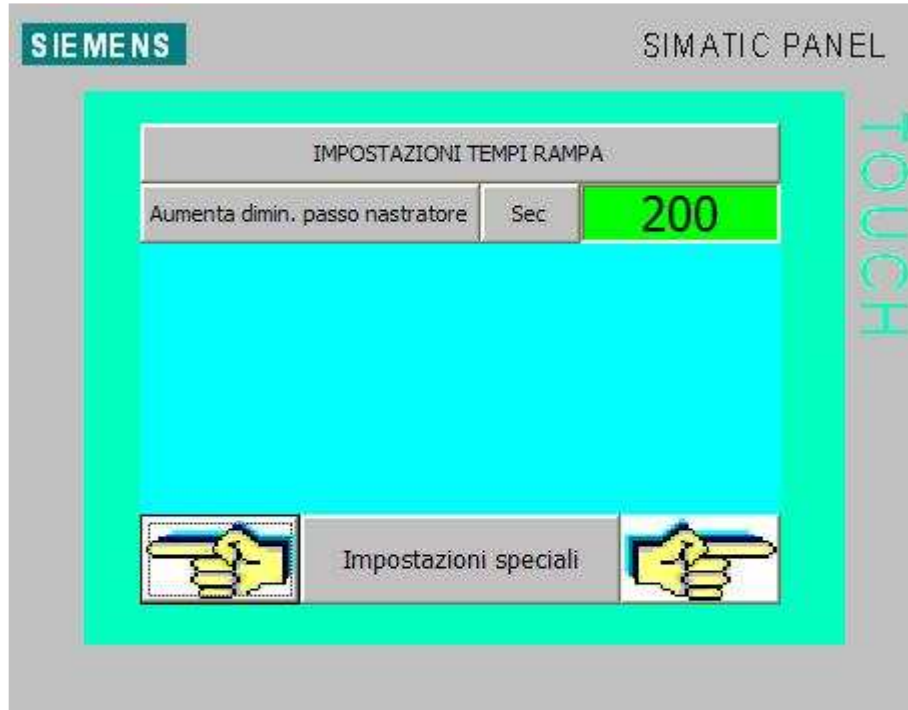 SIEMENS
SIMATIC PANEL
TOUCH
IMPOSTAZIONI TEMPI RAMPA
Aumenta dimin. passo nastratore Sec 200
Impostazioni speciali